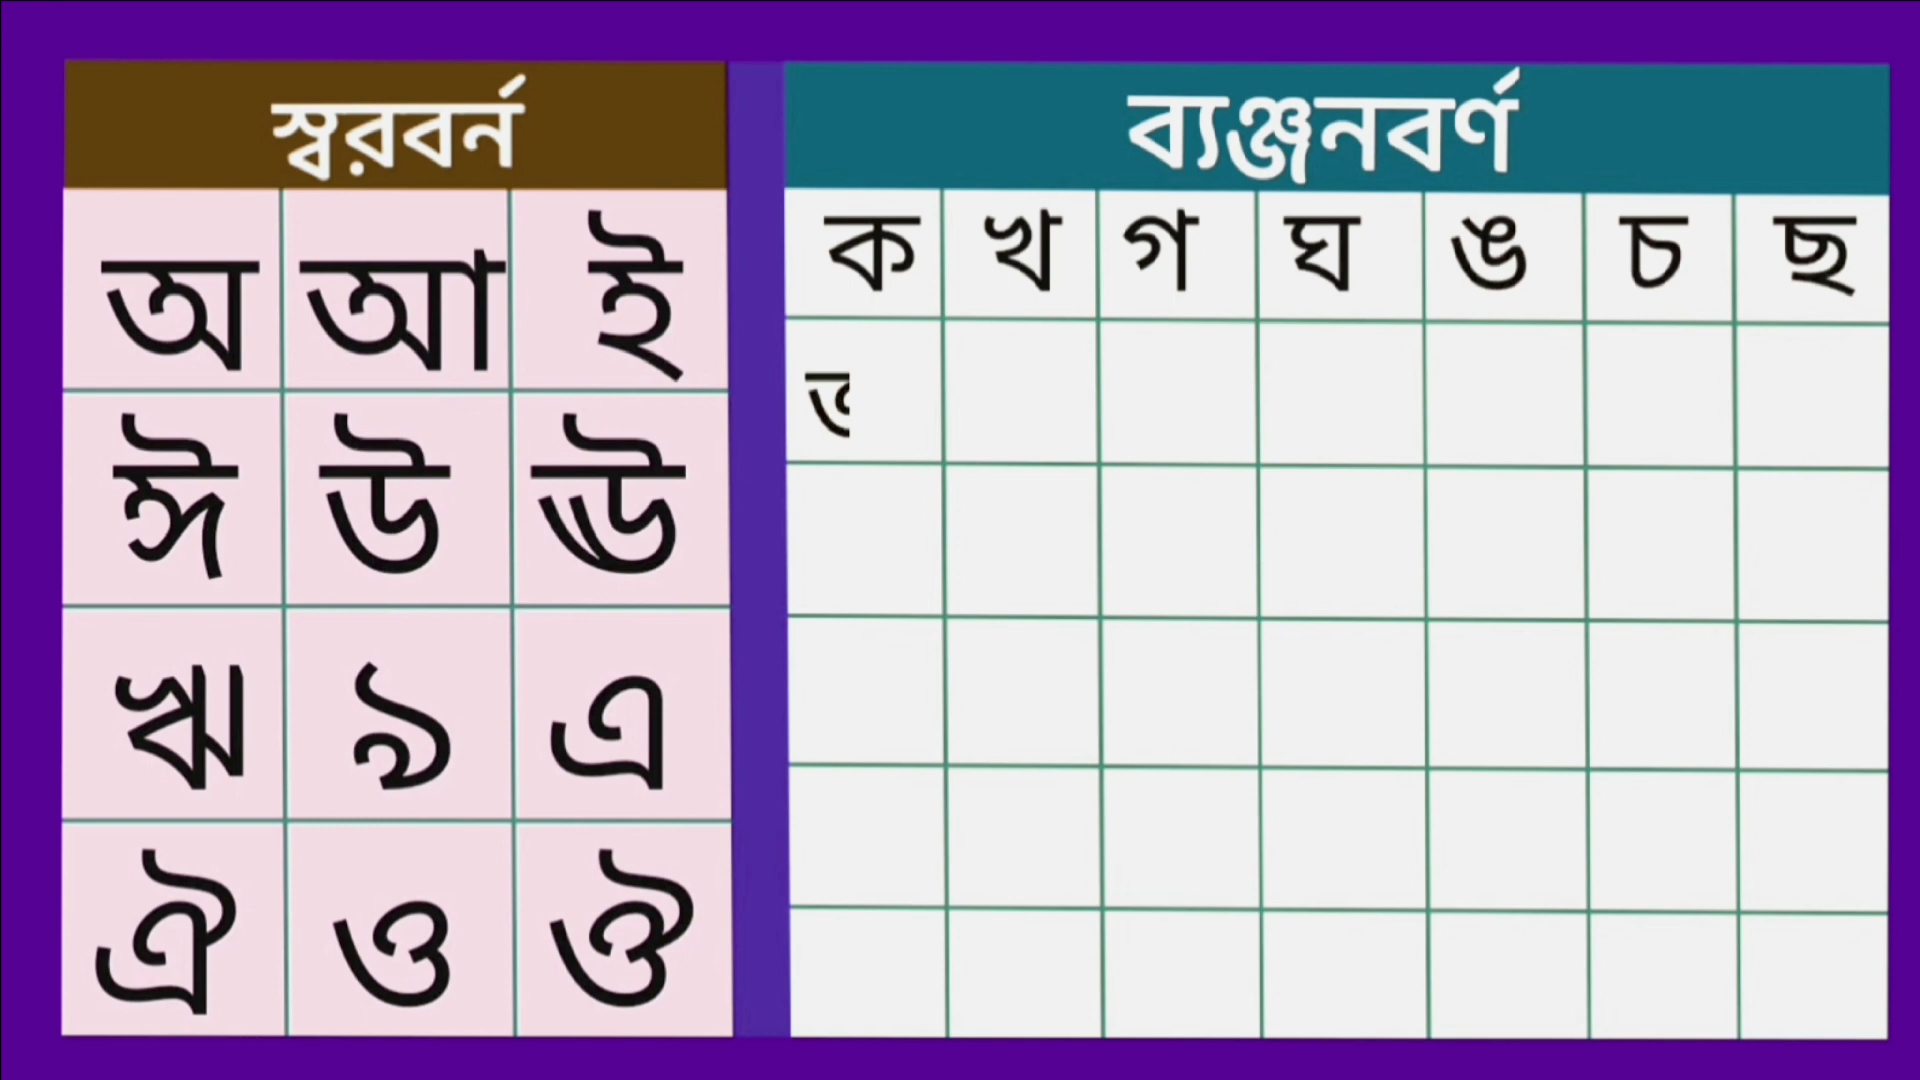 স্বরবর্ন
অ আ ই
ঈ উ ঊ
ঋ ঌ এ
ঐ ও ঔ
ব্যঞ্জনবর্ণ
ক খ গ ঘ ঙ চ ছ